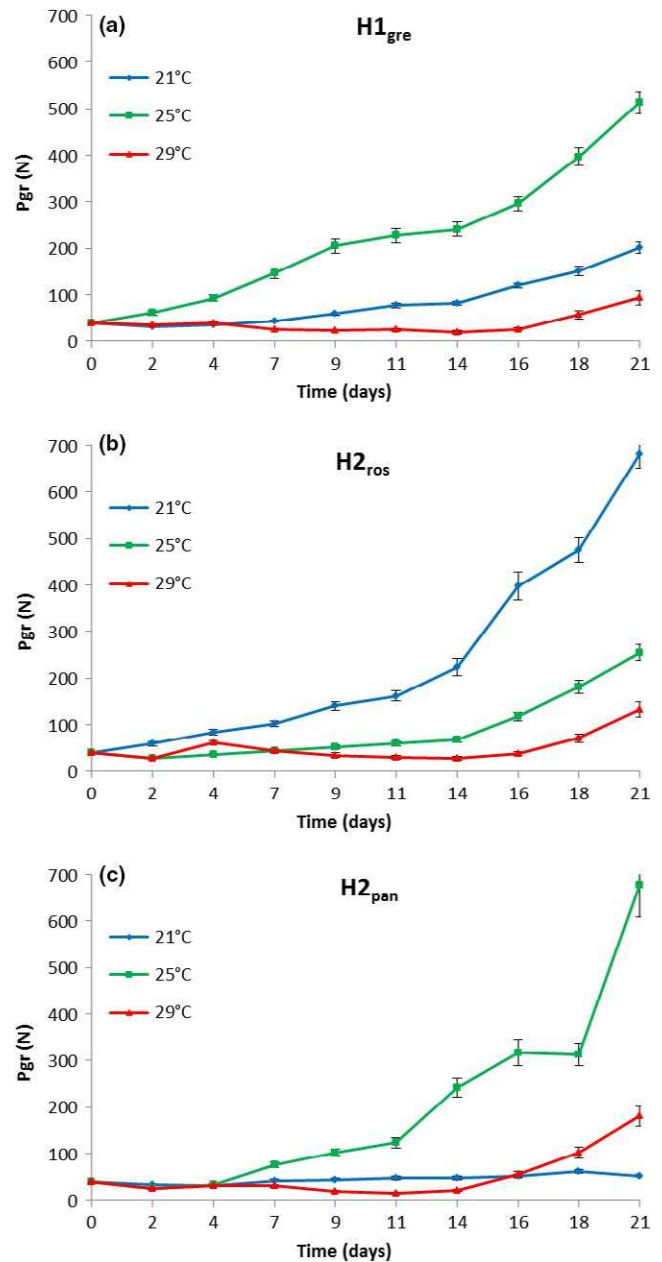 (a)
H1gre
700
600
500
400
300
200
100
0
21°C
25°C
29°C
Pgr (N)
0 2 4 7 9 11 14 16 18 21
Time (days)
(b)
H2ros
700
600
500
400
300
200
100
0
21°C
25°C
29°C
Pgr (N)
0 2 4 7 9 11 14 16 18 21
Time (days)
(c)
H2pan
700
600
500
400
300
200
100
0
21°C
25°C
29°C
Pgr (N)
0 2 4 7 9 11 14 16 18 21
Time (days)